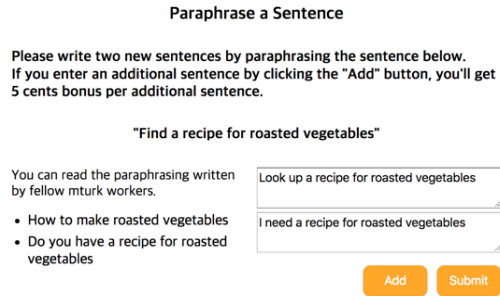 Paraphrase a Sentence
Please write two new sentences by paraphrasing the sentence below.
If you enter an additional sentence by clicking the "Add" button, you'll get
5 cents bonus per additional sentence.
"Find a recipe for roasted vegetables"
You can read the paraphrasing written
by fellow mturk workers.
• How to make roasted vegetables
• Do you have a recipe for roasted
vegetables
Look up a recipe for roasted vegetables
I need a recipe for roasted vegetables
Add
Submit